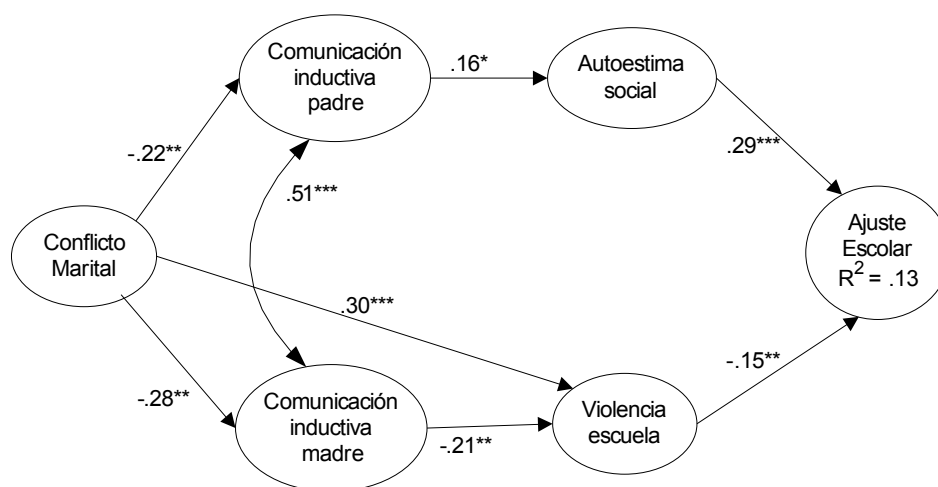 Comunicación
inductiva
padre
.16*
Autoestima
social
-.22**
.51***
.29***
Conflicto
Marital
Ajuste
Escolar
R² = .13
.30***
-.15**
-.28**
Comunicación
inductiva
madre
-.21**
Violencia
escuela